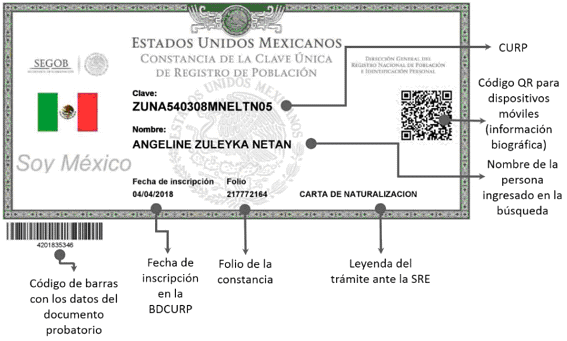 ESTADOS UNIDOS MEXICANOS
CONSTANCIA DE LA CLAVE ÚNICA
DE REGISTRO DE POBLACIÓN
SEGOB
DIRECCIÓN GENERAL DEL
REGISTRO NACIONAL DE POBLACIÓN
E IDENTIFICACIÓN PERSONAL
Clave:
ZUNA540308MNELTN05
Nombre:
ANGELINE ZULEYKA NETAN
Soy México
Fecha de inscripción
04/04/2018
Folio
217772164
CARTA DE NATURALIZACION
4201835346
CURP
Código QR para
dispositivos
móviles
(información
biográfica)
Nombre de la
persona
ingresado en la
búsqueda
Código de barras
con los datos del
documento
probatorio
Fecha de
inscripción
en la
BDCURP
Folio de la
constancia
Leyenda del
trámite ante la SRE